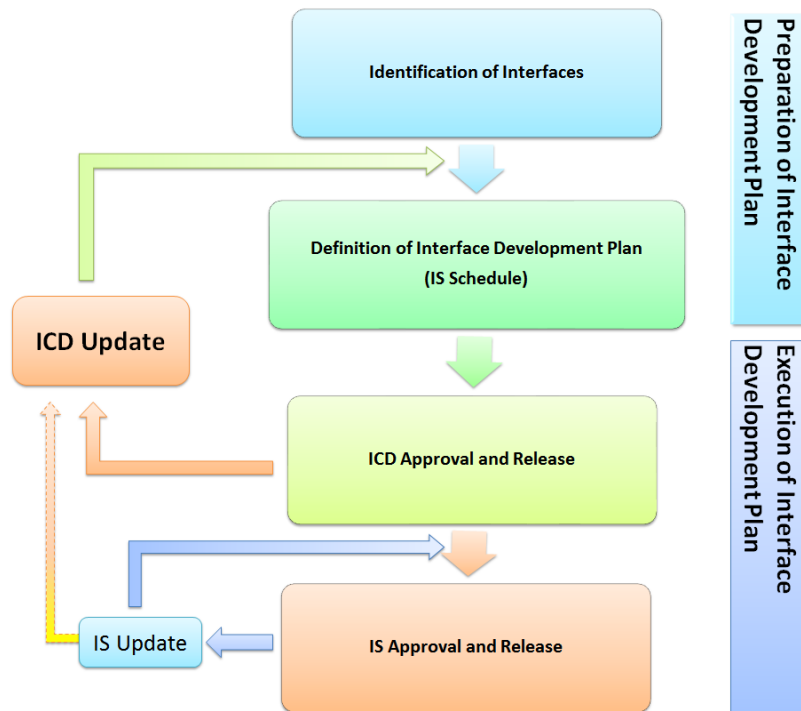 Identification of Interfaces
Preparation of Interface
Development Plan
Definition of Interface Development Plan
(IS Schedule)
ICD Update
ICD Approval and Release
Execution of Interface
Development Plan
IS Update
IS Approval and Release